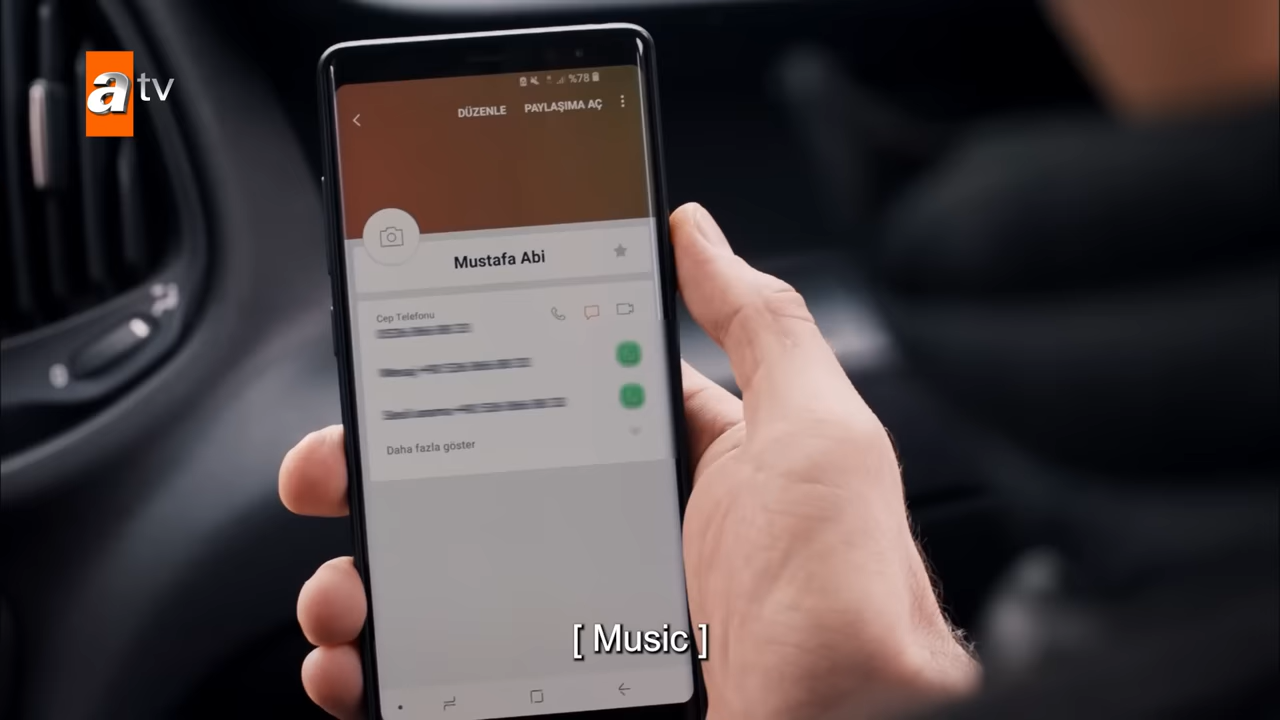 atv
%78
DÜZENLE PAYLAŞIMA AÇ
Mustafa Abi
Cep Telefonu
Daha fazla göster
[ Music ]